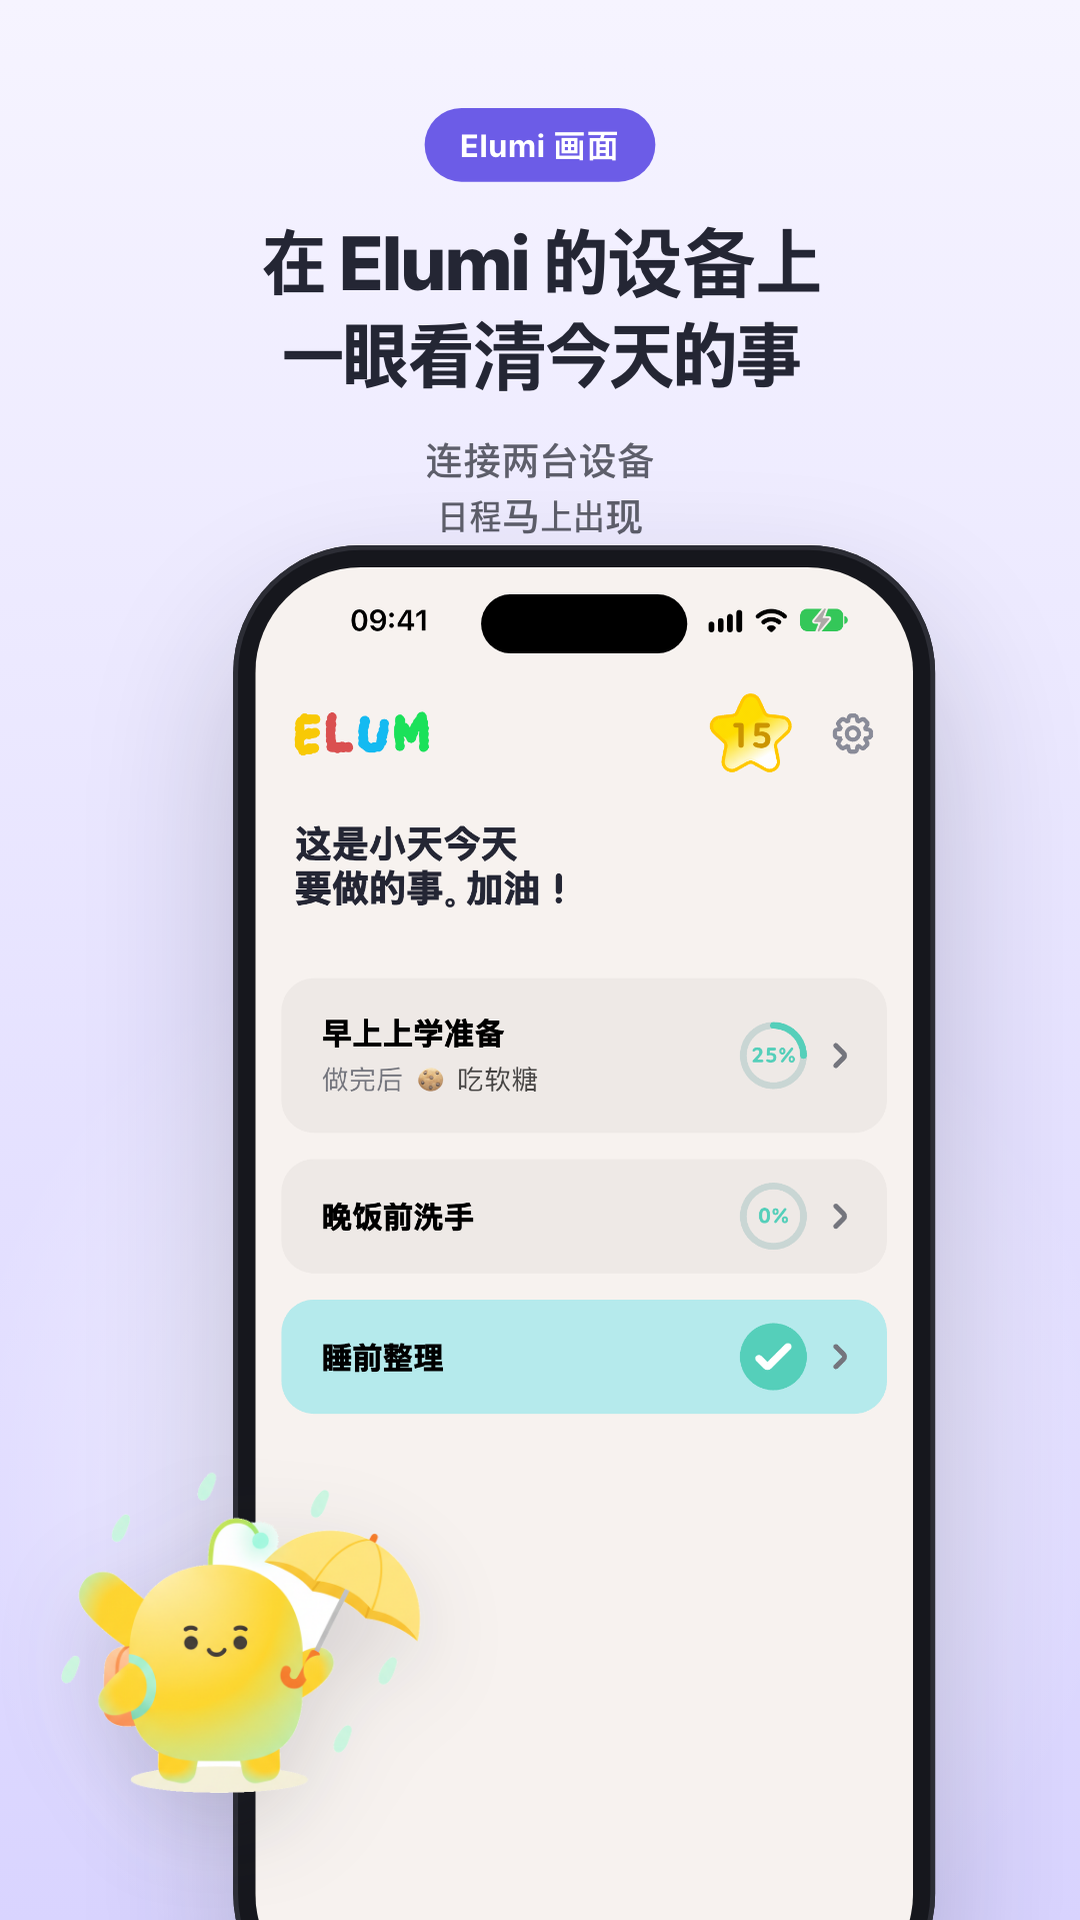 Elumi 画面
在 Elumi 的设备上
一眼看清今天的事
连接两台设备
日程马上出现
09:41
ELUM
15
这是小天今天
要做的事。加油！
早上上学准备
25%
做完后 🍪 吃软糖
晚饭前洗手
0%
睡前整理